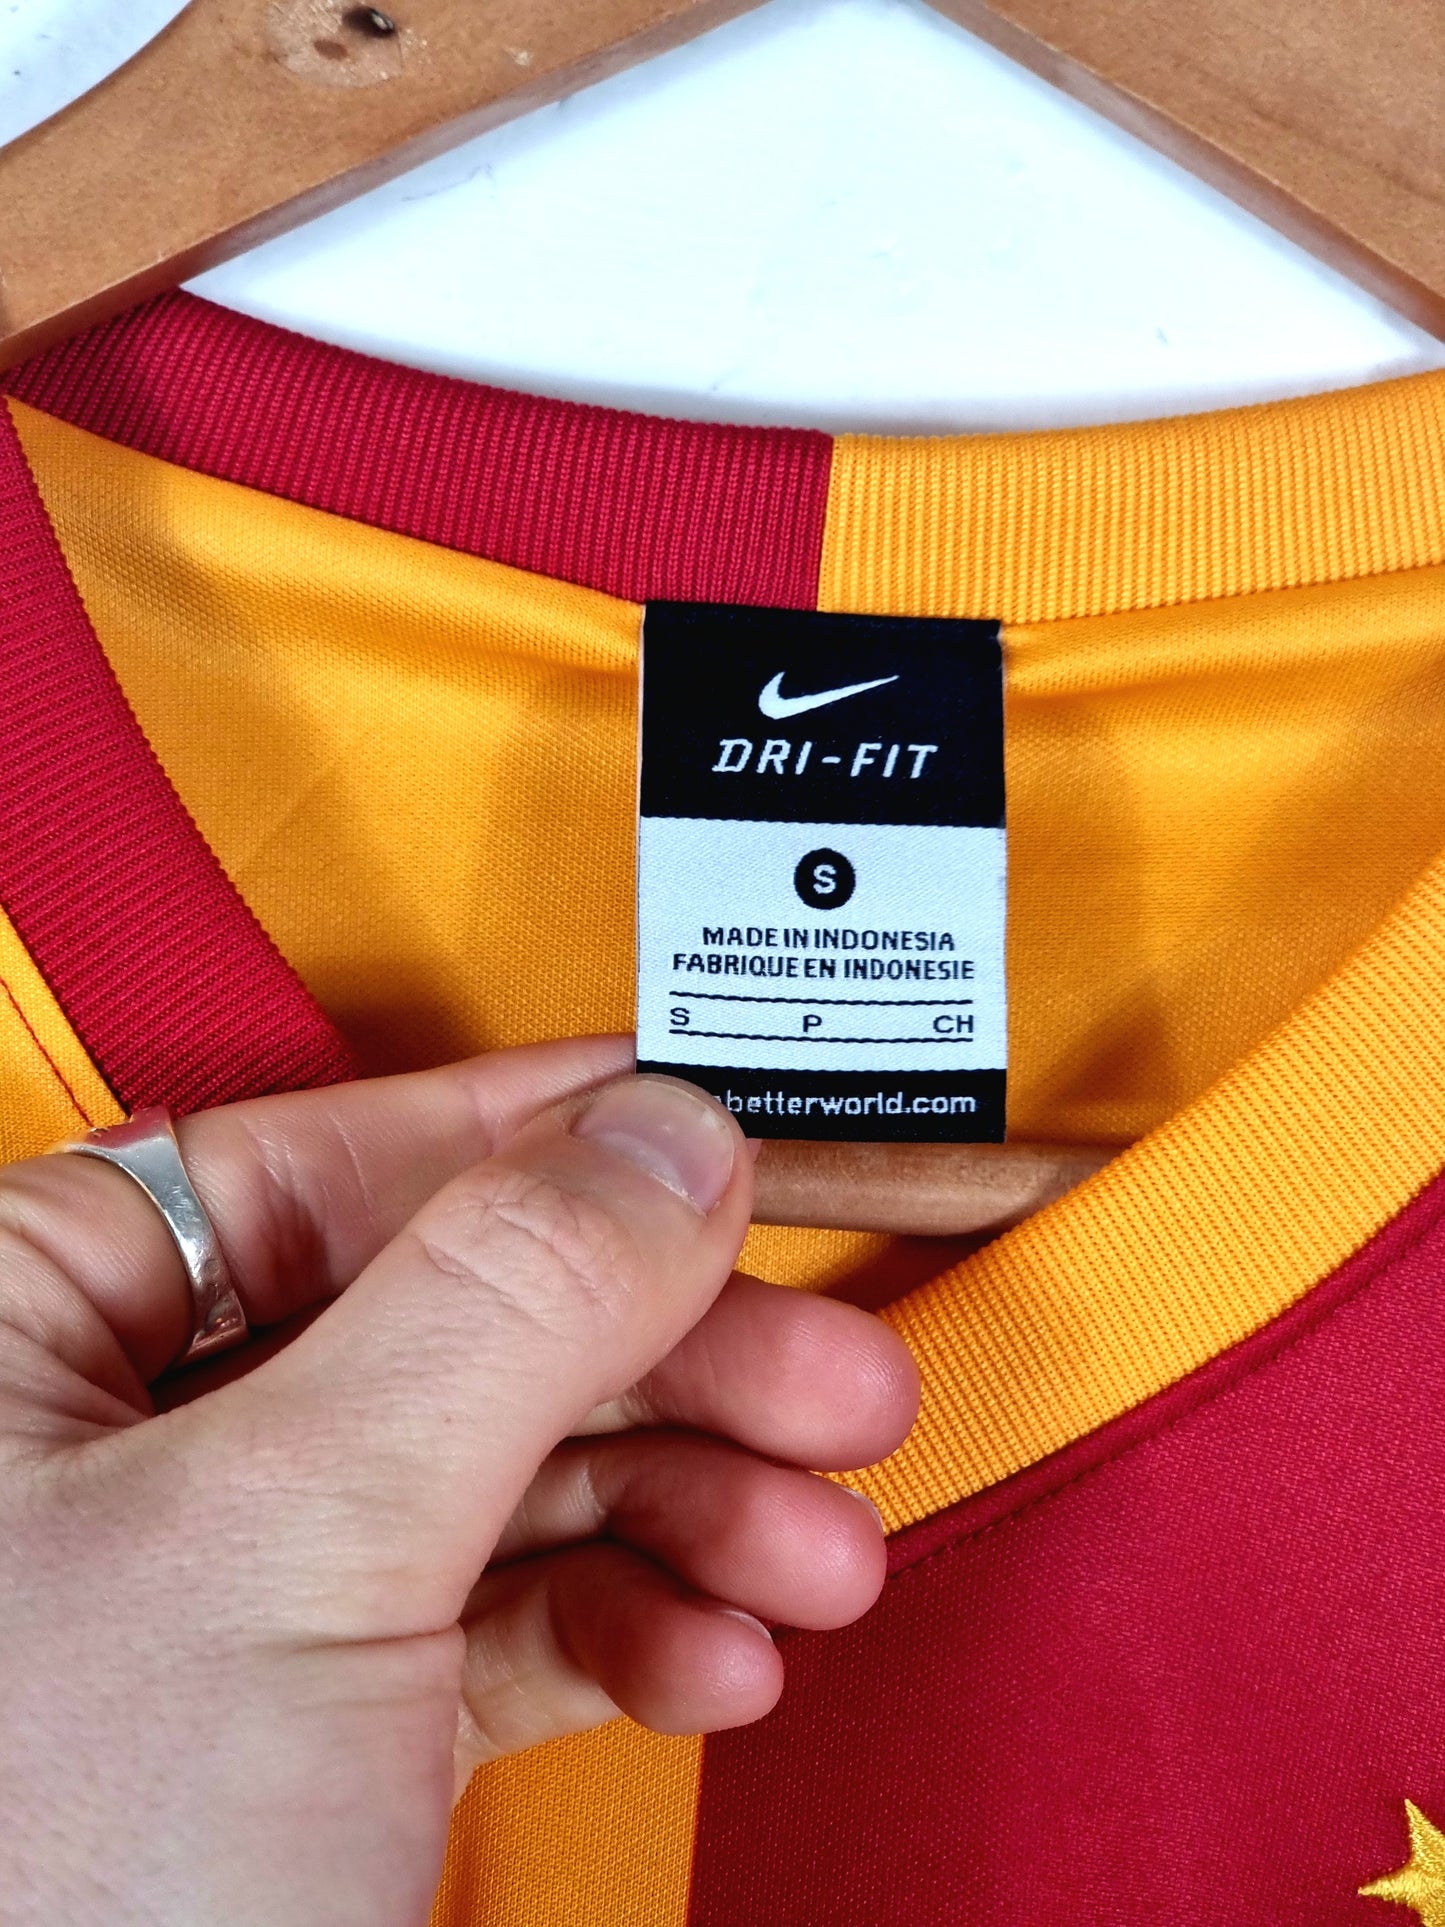 DRI-FIT
S
MADE IN INDONESIA
FABRIQUE EN INDONESIE
S P CH
betterworld.com